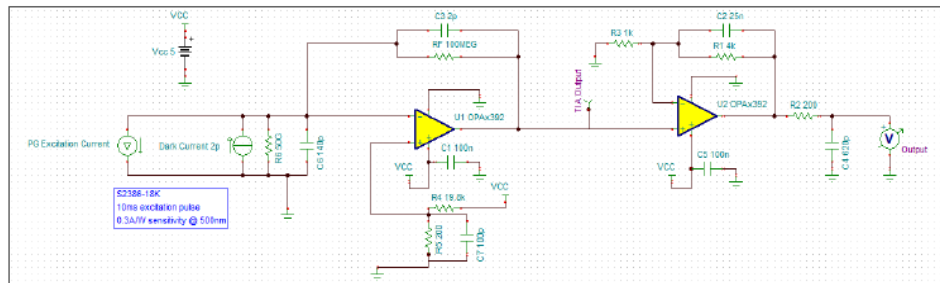 VCC
Vcc 5
C3 2p
RF 100MEG
C2 25n
R3 1k
R1 4k
TIA Output
U1 OPAx392
U2 OPAx392
R2 200
PG Excitation Current
Dark Current 2p
R6 50G
C6 140p
C1 100n
VCC
C5 100n
VCC
C4 620p
V
Output
R4 19.8k
VCC
R5 200
C7 100p
S2386-18K
10ms excitation pulse
0.3A/W sensitivity @ 500nm